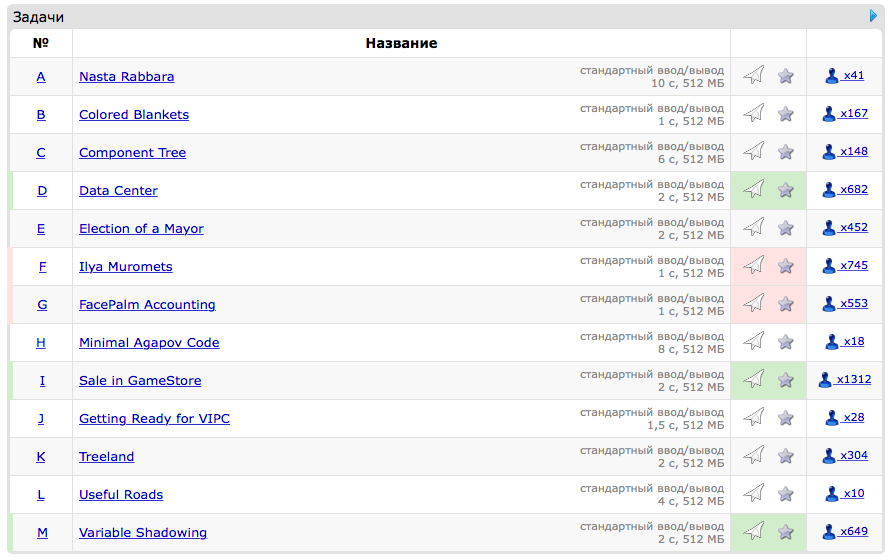 Задачи
№ Название
A Nasta Rabbara стандартный ввод/вывод x41
10 с, 512 МБ
B Colored Blankets стандартный ввод/вывод x167
1 с, 512 МБ
C Component Tree стандартный ввод/вывод x148
6 с, 512 МБ
D Data Center стандартный ввод/вывод x682
2 с, 512 МБ
E Election of a Mayor стандартный ввод/вывод x452
2 с, 512 МБ
F Ilya Muromets стандартный ввод/вывод x745
1 с, 512 МБ
G FacePalm Accounting стандартный ввод/вывод x553
1 с, 512 МБ
H Minimal Agapov Code стандартный ввод/вывод x18
8 с, 512 МБ
I Sale in GameStore стандартный ввод/вывод x1312
2 с, 512 МБ
J Getting Ready for VIPC стандартный ввод/вывод x28
1,5 с, 512 МБ
K Treeland стандартный ввод/вывод x304
2 с, 512 МБ
L Useful Roads стандартный ввод/вывод x10
4 с, 512 МБ
M Variable Shadowing стандартный ввод/вывод x649
2 с, 512 МБ